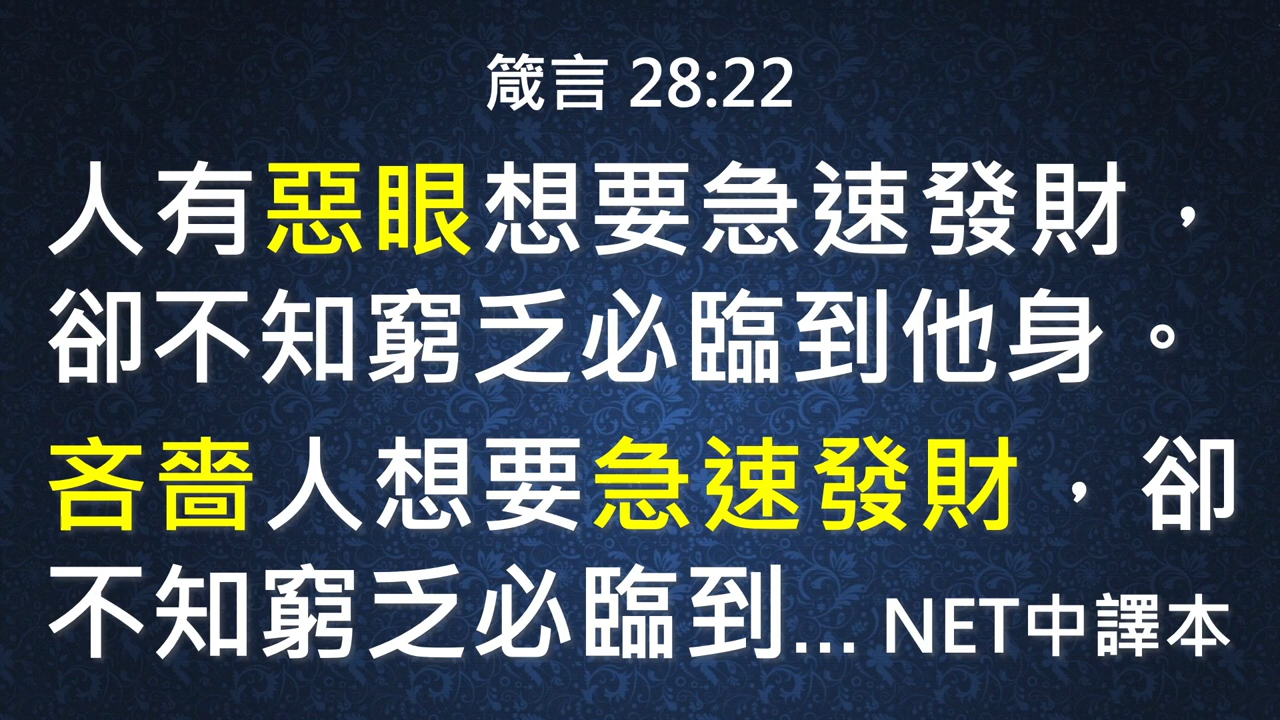 箴言 28:22
人有惡眼想要急速發財，
卻不知窮乏必臨到他身。
吝嗇人想要急速發財，卻
不知窮乏必臨到... NET中譯本